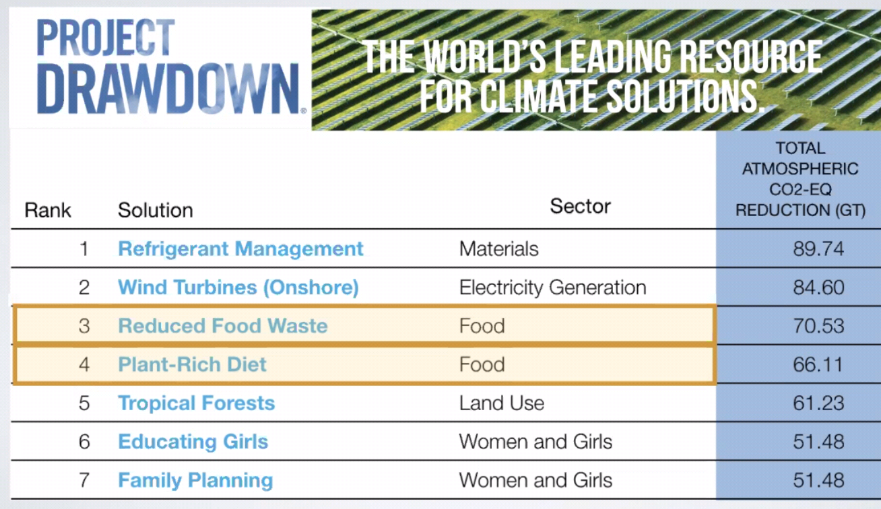 PROJECT
DRAWDOWN®
THE WORLD'S LEADING RESOURCE
FOR CLIMATE SOLUTIONS.
Rank Solution Sector TOTAL ATMOSPHERIC CO2-EQ REDUCTION (GT)
1 Refrigerant Management Materials 89.74
2 Wind Turbines (Onshore) Electricity Generation 84.60
3 Reduced Food Waste Food 70.53
4 Plant-Rich Diet Food 66.11
5 Tropical Forests Land Use 61.23
6 Educating Girls Women and Girls 51.48
7 Family Planning Women and Girls 51.48